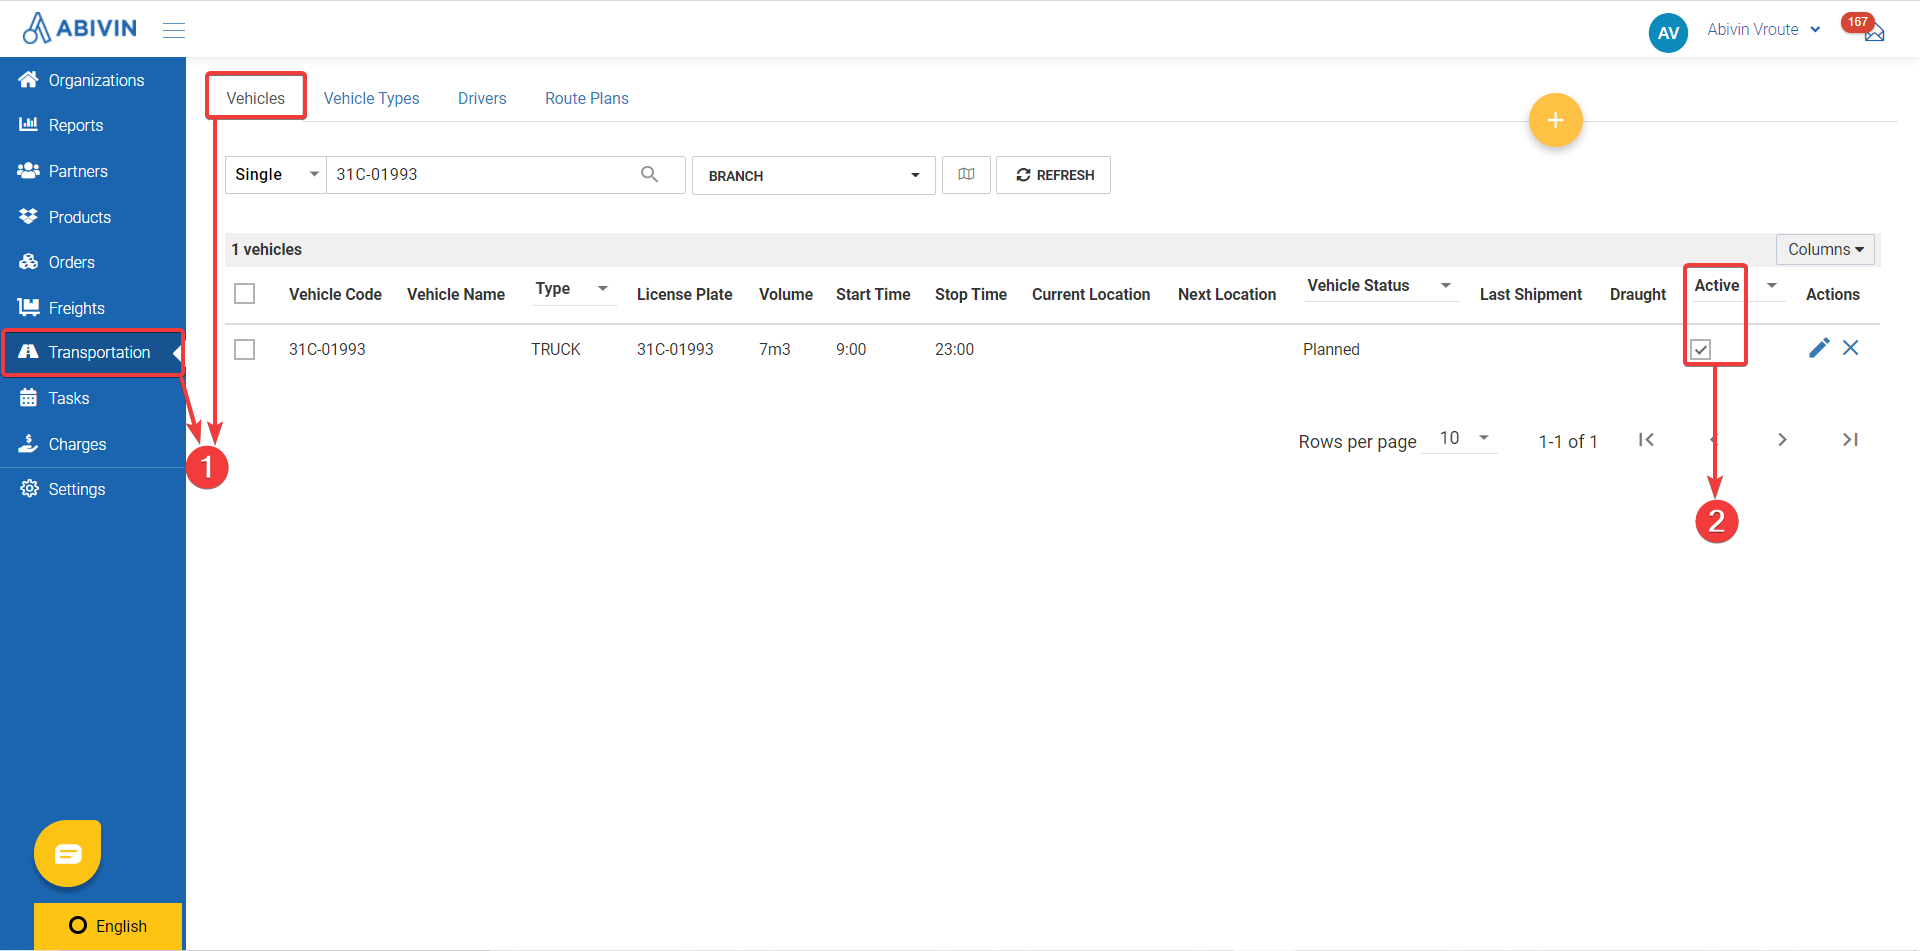 ABIVIN
AV
Abivin Vroute
167
Organizations
Reports
Partners
Products
Orders
Freights
Transportation
Tasks
Charges
Settings
English
Vehicles Vehicle Types Drivers Route Plans
+
Single 31C-01993 BRANCH REFRESH
1 vehicles Columns
Vehicle Code Vehicle Name Type License Plate Volume Start Time Stop Time Current Location Next Location Vehicle Status Last Shipment Draught Active Actions
31C-01993 TRUCK 31C-01993 7m3 9:00 23:00 Planned
Rows per page 10 1-1 of 1
1
2